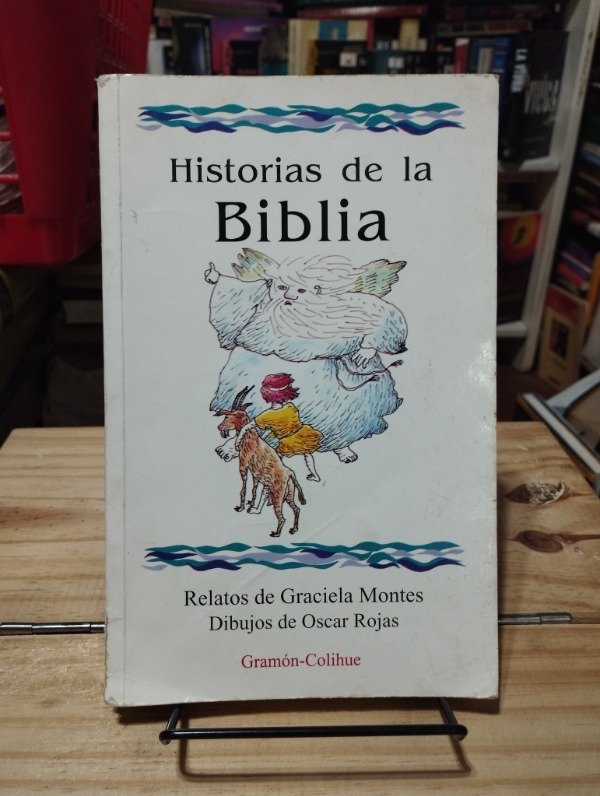 Historias de la
Biblia
Relatos de Graciela Montes
Dibujos de Oscar Rojas
Gramón-Colihue